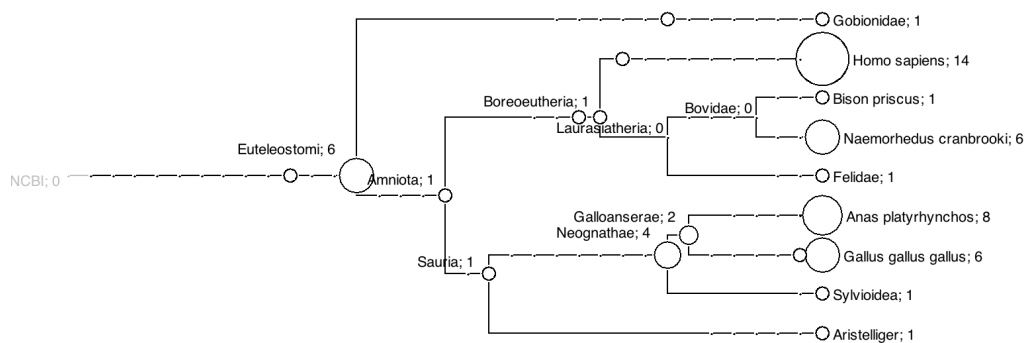 Gobionidae; 1
Homo sapiens; 14
Boreoeutheria; 1
Bison priscus; 1
Bovidae; 0
Laurasiatheria; 0
Naemorhedus cranbrooki; 6
Euteleostomi; 6
NCBI; 0
Amniota; 1
Felidae; 1
Galloanserae; 2
Anas platyrhynchos; 8
Neognathae; 4
Gallus gallus gallus; 6
Sauria; 1
Sylvioidea; 1
Aristelliger; 1